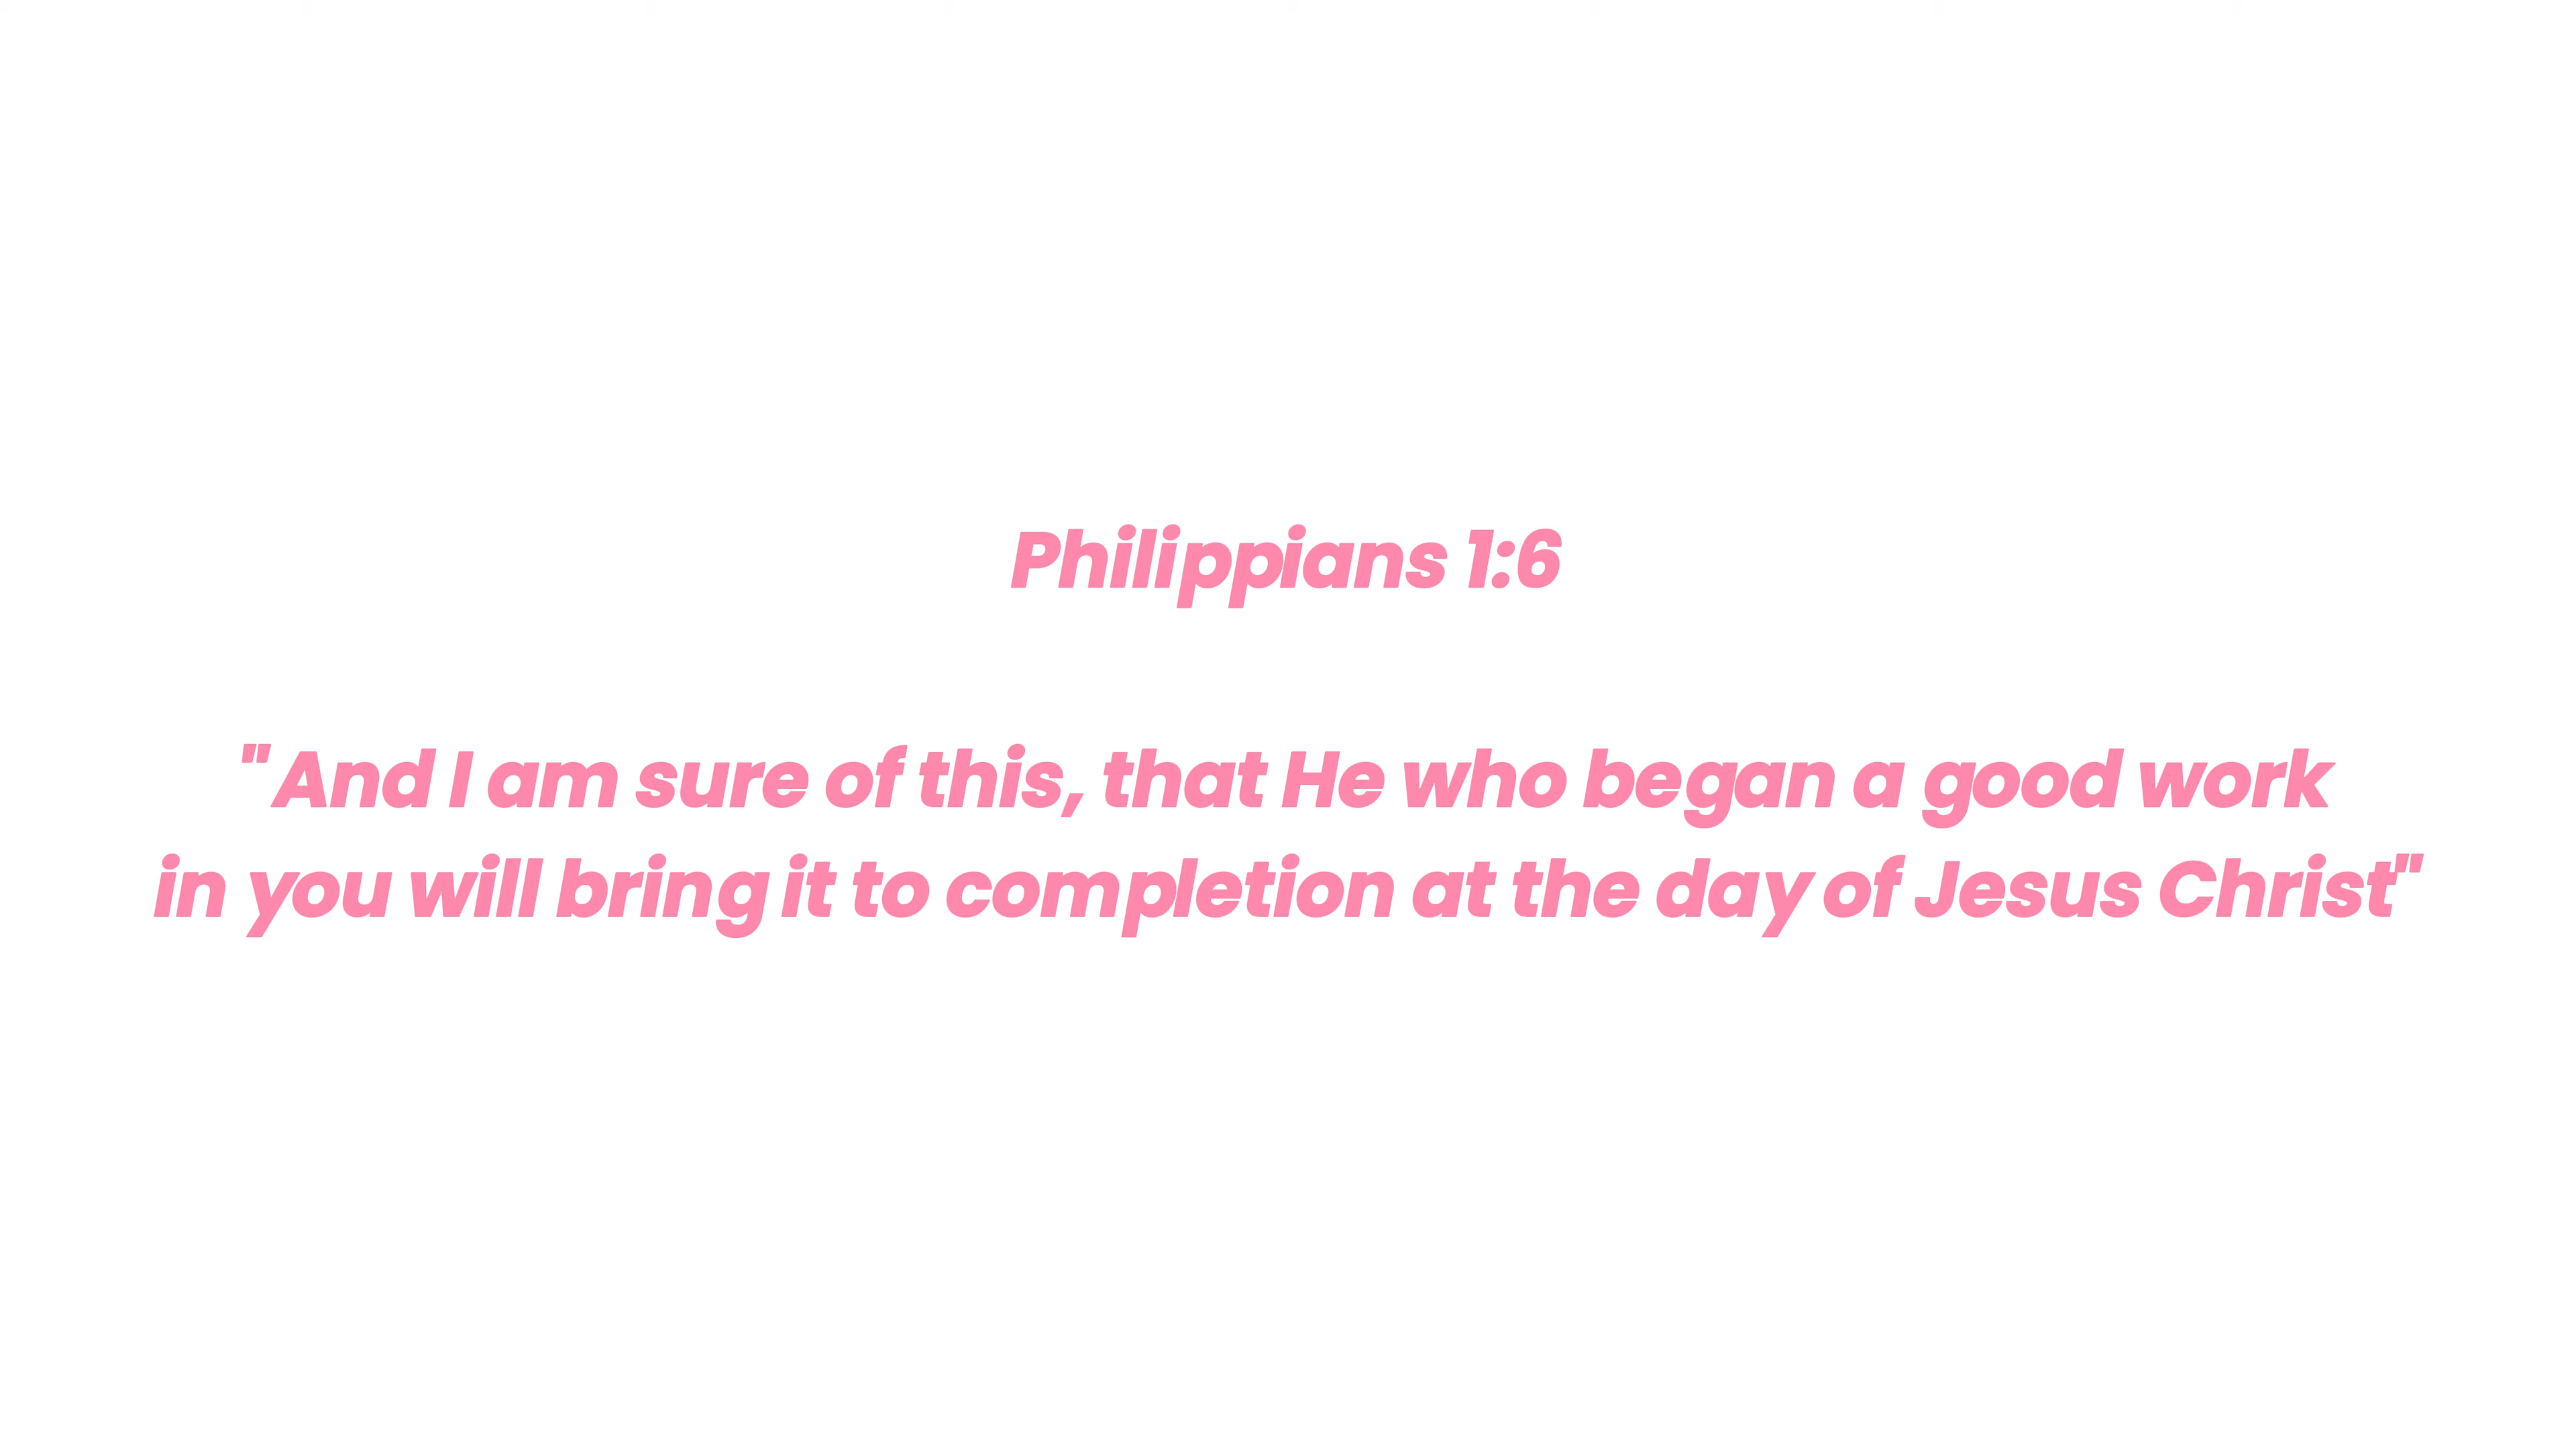 Philippians 1:6
"And I am sure of this, that He who began a good work
in you will bring it to completion at the day of Jesus Christ"